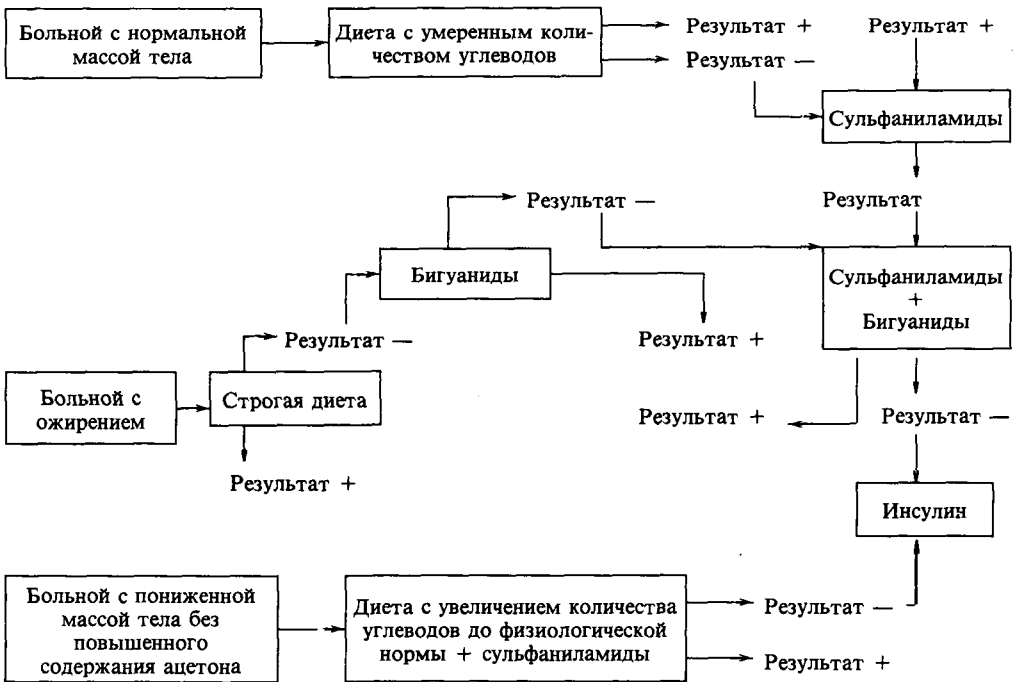 Больной с нормальной
массой тела
Диета с умеренным коли-
чеством углеводов
Результат +
Результат +
Результат —
Сульфаниламиды
Результат —
Результат
Бигуаниды
Сульфаниламиды
+
Бигуаниды
Результат —
Результат +
Больной с
ожирением
Строгая диета
Результат +
Результат —
Результат +
Инсулин
Больной с пониженной
массой тела без
повышенного
содержания ацетона
Диета с увеличением количества
углеводов до физиологической
нормы + сульфаниламиды
Результат —
Результат +